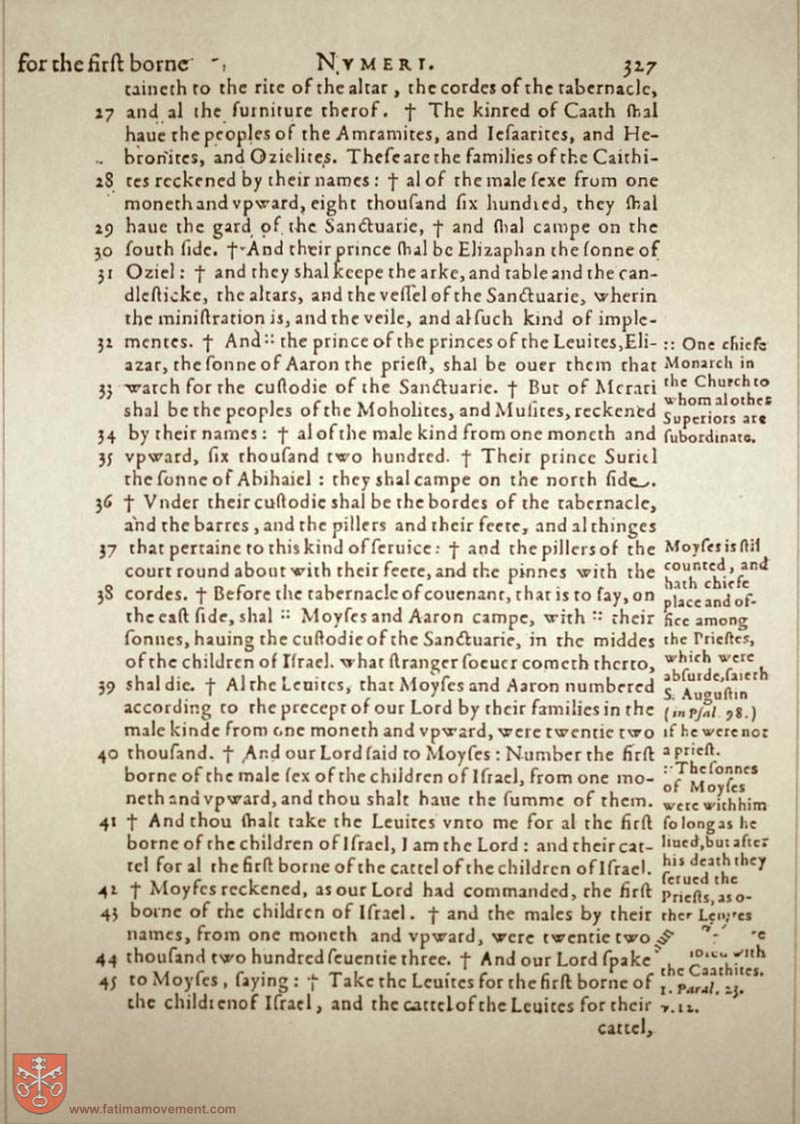 for the first borne NVMERI. 327
taineth to the rite of the altar, the cordes of the tabernacle,
27 and al the furniture therof. † The kinred of Caath shal
haue the peoples of the Amramites, and Iesaarites, and He-
bronites, and Ozielites. These are the families of the Caithi-
28 tes reckened by their names: † al of the male sexe from one
moneth and vpward, eight thousand six hundred, they shal
29 haue the gard of the Sanctuarie, † and shal campe on the
30 south side. † And their prince shal be Elizaphan the sonne of
31 Oziel: † and they shal keepe the arke, and table and the can-
dlesticke, the altars, and the vessel of the Sanctuarie, wherin
the ministration is, and the veile, and al such kind of imple-
32 mentes. † And :: the prince of the princes of the Leuites, Eli-
azar, the sonne of Aaron the priest, shal be ouer them that
33 watch for the custodie of the Sanctuarie. † But of Merari
shal be the peoples of the Moholites, and Musites, reckened
34 by their names: † al of the male kind from one moneth and
35 vpward, six thousand two hundred. † Their prince Suriel
the sonne of Abihaiel: they shal campe on the north side.
36 † Vnder their custodie shal be the bordes of the tabernacle,
and the barres, and the pillers and their feete, and al thinges
37 that pertaine to this kind of seruice: † and the pillers of the
court round about with their feete, and the pinnes with the
38 cordes. † Before the tabernacle of couenant, that is to say, on
the east side, shal :: Moyses and Aaron campe, with :: their
sonnes, hauing the custodie of the Sanctuarie, in the middes
of the children of Israel. what stranger soeuer cometh therto,
39 shal die. † Al the Leuites, that Moyses and Aaron numbered
according to the precept of our Lord by their families in the
male kinde from one moneth and vpward, were twentie two
40 thousand. † And our Lord said to Moyses: Number the first
borne of the male sex of the children of Israel, from one mo-
neth and vpward, and thou shalt haue the summe of them.
41 † And thou shalt take the Leuites vnto me for al the first
borne of the children of Israel, I am the Lord: and their cat-
tel for al the first borne of the cattel of the children of Israel.
42 † Moyses reckened, as our Lord had commanded, the first
43 borne of the children of Israel. † and the males by their
names, from one moneth and vpward, were twentie two
44 thousand two hundred seuentie three. † And our Lord spake
45 to Moyses, saying: † Take the Leuites for the first borne of
the children of Israel, and the cattel of the Leuites for their
cattel,
:: One chiefe
Monarch in
the Church to
whom al other
Superiors are
subordinate.
Moyses is stil
counted, and
hath chiefe
place and of-
fice among
the Priestes,
which were
absurde, saieth
S. Augustin
(in Psal. 98.)
if he were not
a priest.
:: The sonnes
of Moyses
were with him
so long as he
liued, but after
his death they
serued the
Priests, as o-
ther Leuites
with
the Caathites.
1. Paral. 23.
v. 12.
www.fatimamovement.com